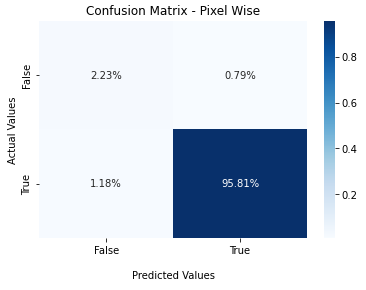 Confusion Matrix - Pixel Wise
Actual Values
False
True
2.23%
0.79%
1.18%
95.81%
False
True
Predicted Values
0.8
0.6
0.4
0.2